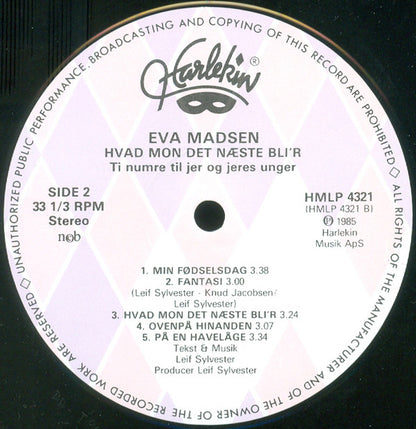 UNAUTHORIZED PUBLIC PERFORMANCE, BROADCASTING AND COPYING OF THIS RECORD ARE PROHIBITED ◇ ALL RIGHTS OF THE MANUFACTURER AND OF THE OWNER OF THE RECORDED WORK ARE RESERVED ◇
Harlekin ®
EVA MADSEN
HVAD MON DET NÆSTE BLI'R
Ti numre til jer og jeres unger
SIDE 2
33 1/3 RPM
Stereo
ncb
HMLP 4321
(HMLP 4321 B)
℗ 1985
Harlekin
Musik ApS
1. MIN FØDSELSDAG 3.38
2. FANTASI 3.00
(Leif Sylvester - Knud Jacobsen/
Leif Sylvester)
3. HVAD MON DET NÆSTE BLI'R 3.24
4. OVENPÅ HINANDEN 3.07
5. PÅ EN HAVELÅGE 3.34
Tekst & Musik
Leif Sylvester
Producer Leif Sylvester